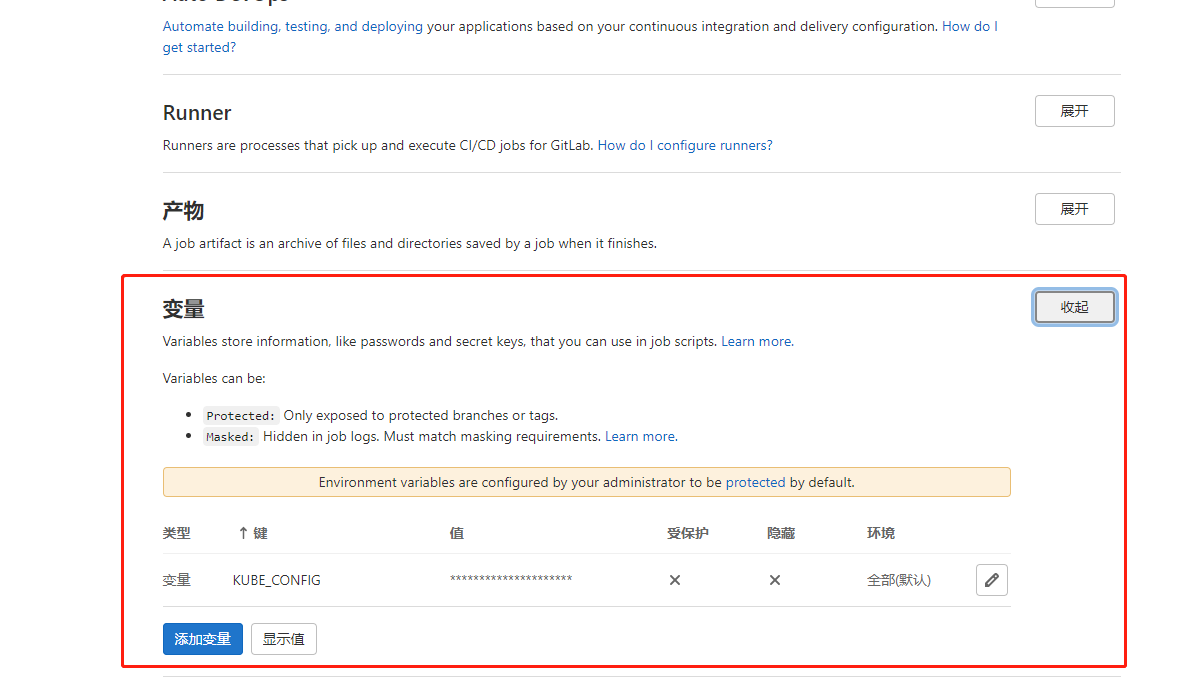 Automate building, testing, and deploying your applications based on your continuous integration and delivery configuration. How do I
get started?
Runner
展开
Runners are processes that pick up and execute CI/CD jobs for GitLab. How do I configure runners?
产物
展开
A job artifact is an archive of files and directories saved by a job when it finishes.
变量
收起
Variables store information, like passwords and secret keys, that you can use in job scripts. Learn more.
Variables can be:
Protected: Only exposed to protected branches or tags.
Masked: Hidden in job logs. Must match masking requirements. Learn more.
Environment variables are configured by your administrator to be protected by default.
类型 ↑ 键 值 受保护 隐藏 环境
变量 KUBE_CONFIG ********************* ✕ ✕ 全部(默认)
添加变量 显示值